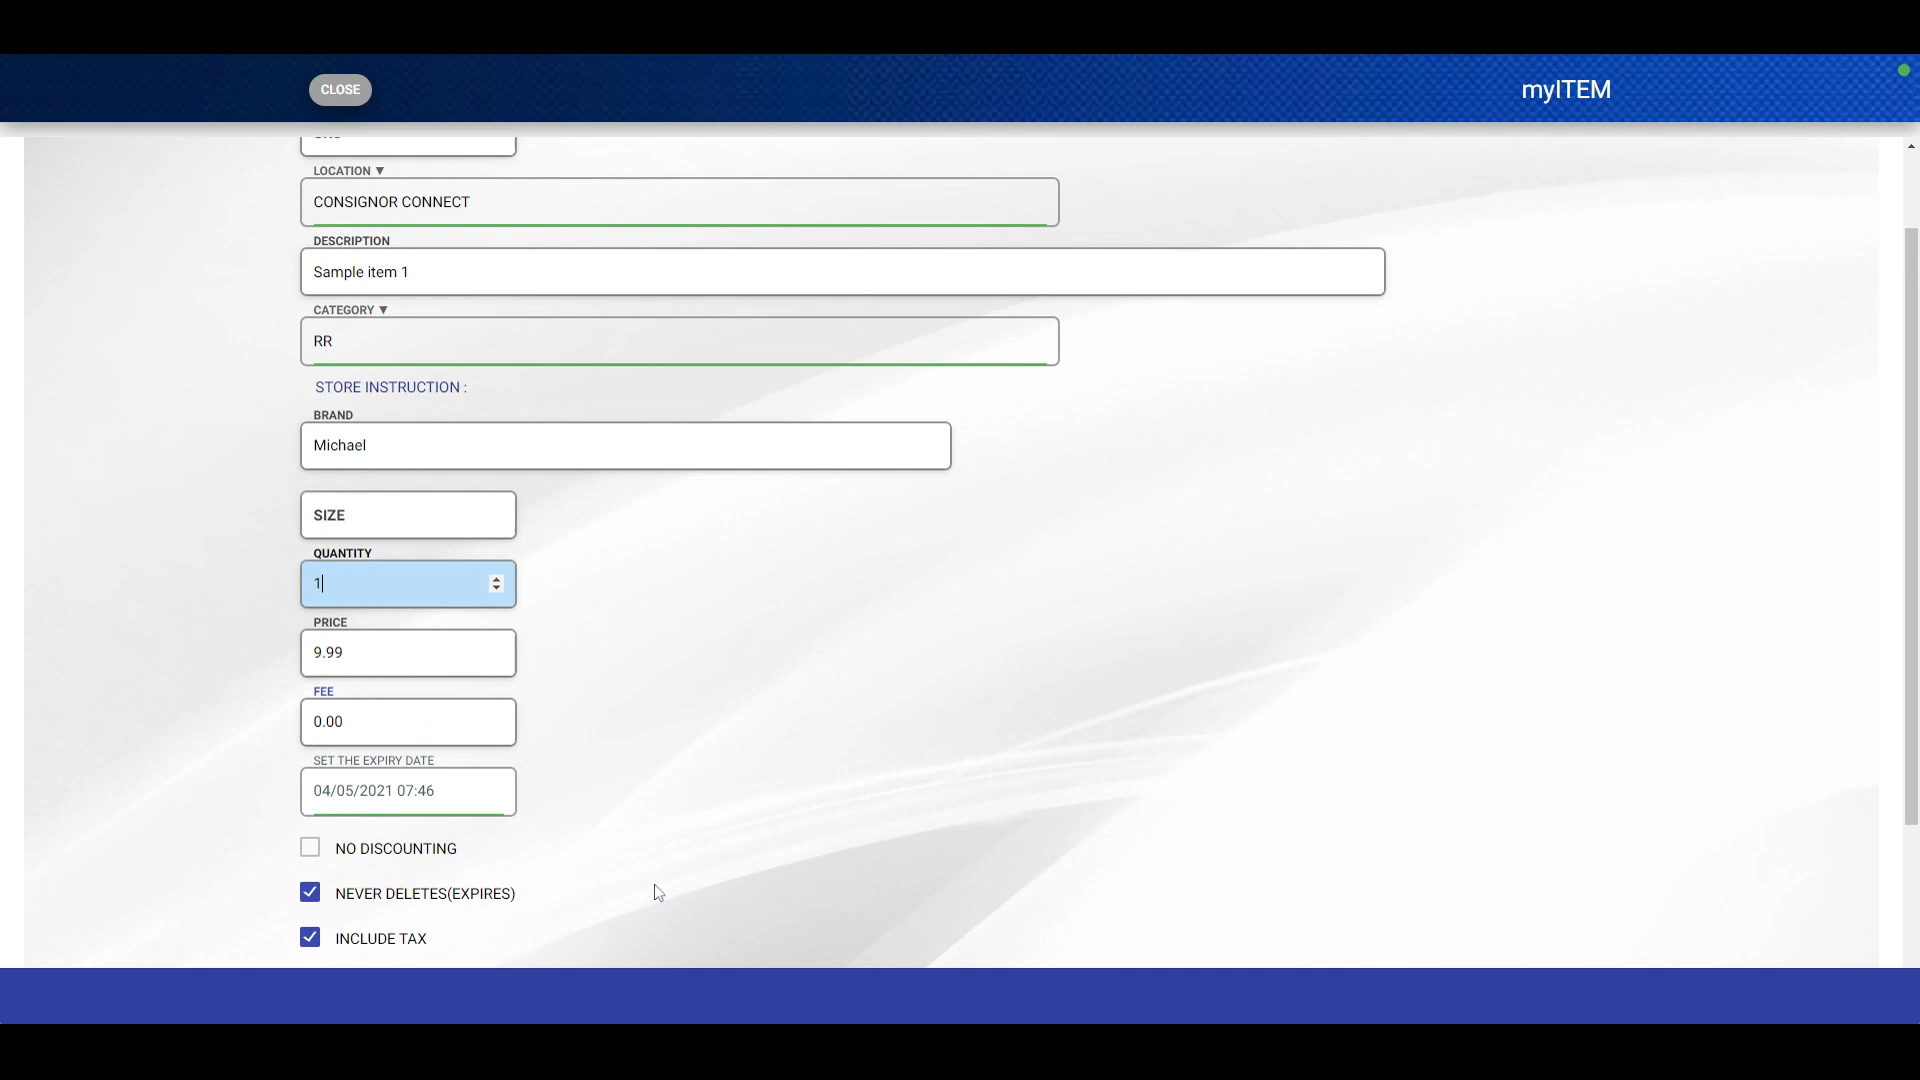 CLOSE
myITEM
LOCATION ▼
CONSIGNOR CONNECT
DESCRIPTION
Sample item 1
CATEGORY ▼
RR
STORE INSTRUCTION :
BRAND
Michael
SIZE
QUANTITY
1
PRICE
9.99
FEE
0.00
SET THE EXPIRY DATE
04/05/2021 07:46
NO DISCOUNTING
NEVER DELETES(EXPIRES)
INCLUDE TAX